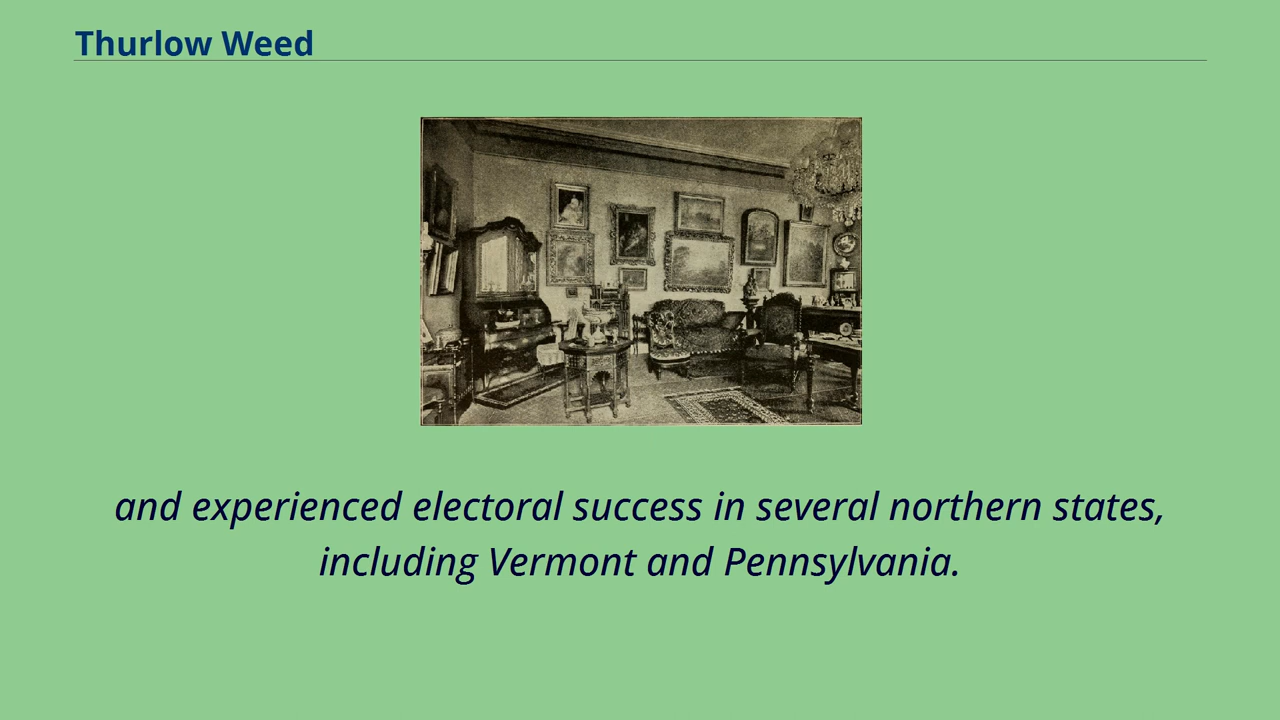 Thurlow Weed
and experienced electoral success in several northern states,
including Vermont and Pennsylvania.